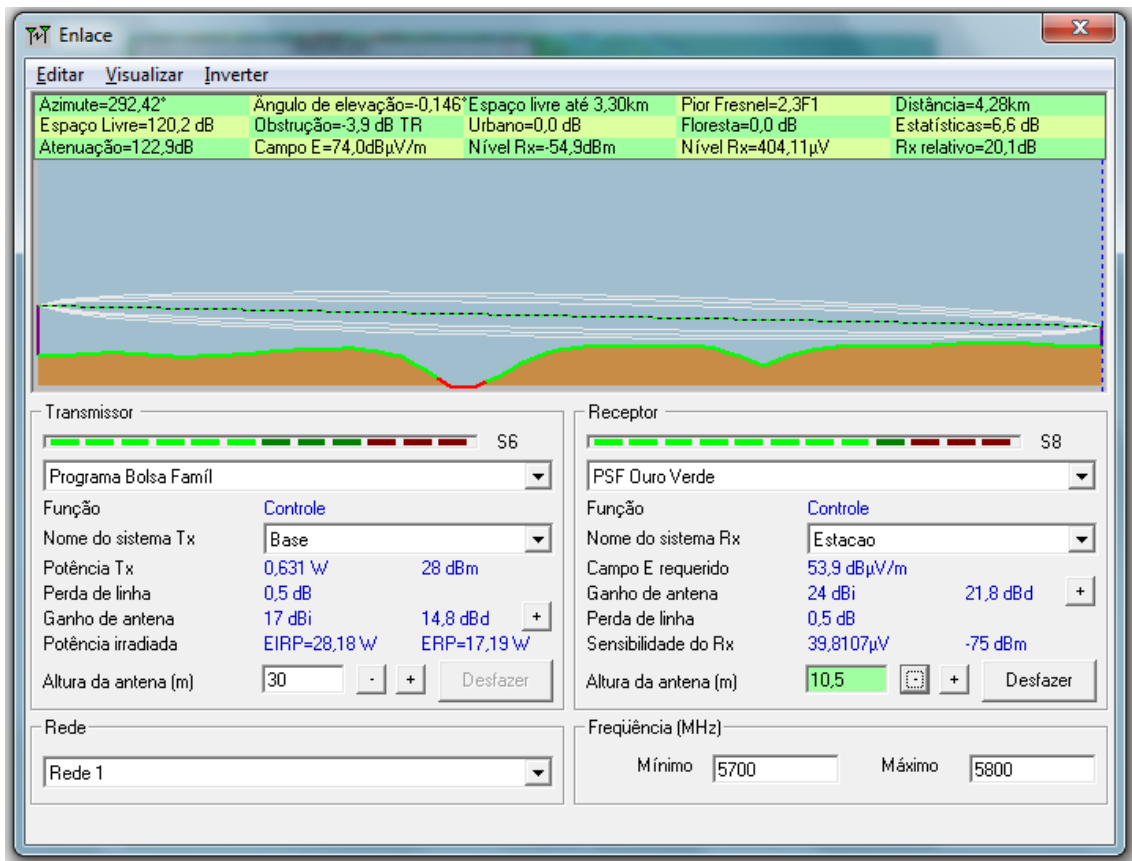 Enlace
Editar Visualizar Inverter
Azimute=292,42° Ângulo de elevação=-0,146° Espaço livre até 3,30km Pior Fresnel=2,3F1 Distância=4,28km
Espaço Livre=120,2 dB Obstrução=-3,9 dB TR Urbano=0,0 dB Floresta=0,0 dB Estatísticas=6,6 dB
Atenuação=122,9dB Campo E=74,0dBµV/m Nível Rx=-54,9dBm Nível Rx=404,11µV Rx relativo=20,1dB
Transmissor
S6
Programa Bolsa Famíl
Função Controle
Nome do sistema Tx Base
Potência Tx 0,631 W 28 dBm
Perda de linha 0,5 dB
Ganho de antena 17 dBi 14,8 dBd +
Potência irradiada EIRP=28,18 W ERP=17,19 W
Altura da antena (m) 30 - + Desfazer
Rede
Rede 1
Receptor
S8
PSF Ouro Verde
Função Controle
Nome do sistema Rx Estacao
Campo E requerido 53,9 dBµV/m
Ganho de antena 24 dBi 21,8 dBd +
Perda de linha 0,5 dB
Sensibilidade do Rx 39,8107µV -75 dBm
Altura da antena (m) 10,5 - + Desfazer
Freqüência (MHz)
Mínimo 5700 Máximo 5800